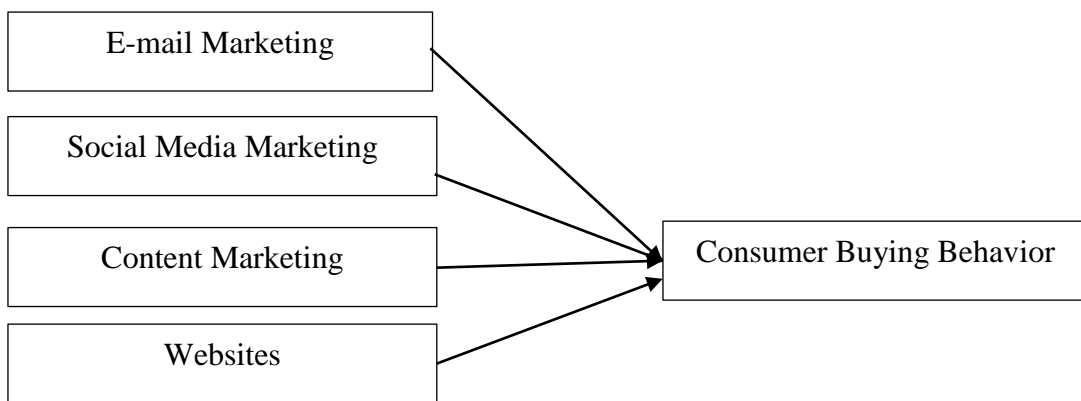 E-mail Marketing
Social Media Marketing
Content Marketing
Consumer Buying Behavior
Websites